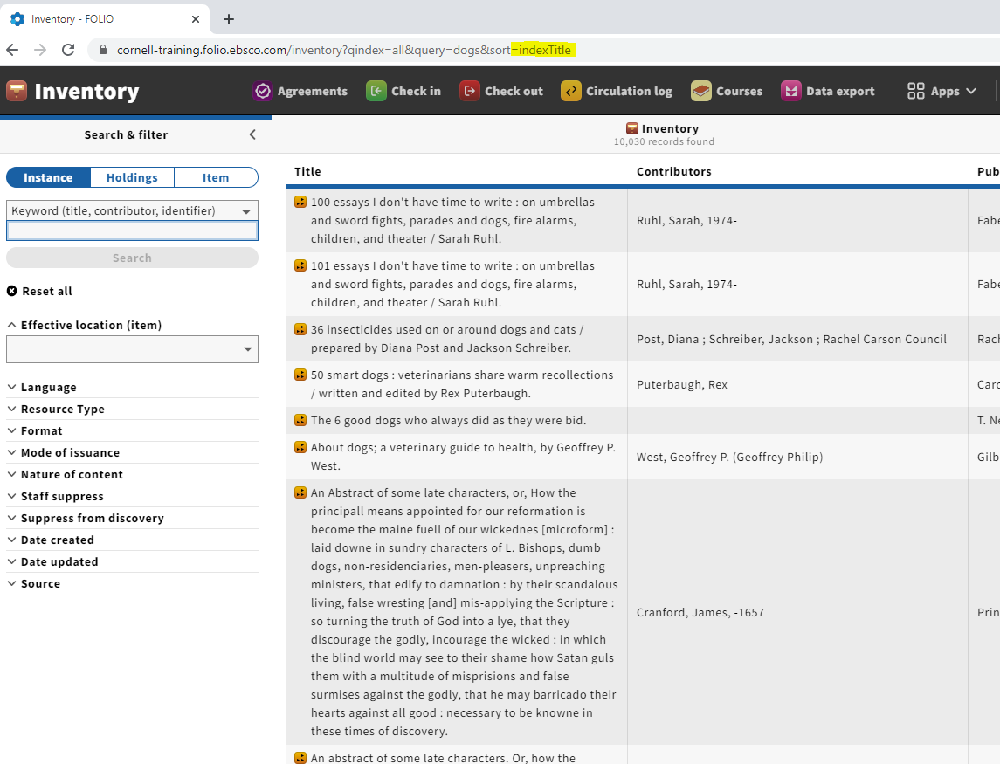 Inventory - FOLIO
cornell-training.folio.ebsco.com/inventory?qindex=all&query=dogs&sort=indexTitle
Inventory
Agreements
Check in
Check out
Circulation log
Courses
Data export
Apps
Search & filter
Inventory
10,030 records found
Instance
Holdings
Item
Keyword (title, contributor, identifier)
Search
Reset all
Effective location (item)
Language
Resource Type
Format
Mode of issuance
Nature of content
Staff suppress
Suppress from discovery
Date created
Date updated
Source
Title
Contributors
Pub
100 essays I don't have time to write : on umbrellas
and sword fights, parades and dogs, fire alarms,
children, and theater / Sarah Ruhl.
Ruhl, Sarah, 1974-
Fabe
101 essays I don't have time to write : on umbrellas
and sword fights, parades and dogs, fire alarms,
children, and theater / Sarah Ruhl.
Ruhl, Sarah, 1974-
Fabe
36 insecticides used on or around dogs and cats /
prepared by Diana Post and Jackson Schreiber.
Post, Diana ; Schreiber, Jackson ; Rachel Carson Council
Rach
50 smart dogs : veterinarians share warm recollections
/ written and edited by Rex Puterbaugh.
Puterbaugh, Rex
Caro
The 6 good dogs who always did as they were bid.
T. Ne
About dogs; a veterinary guide to health, by Geoffrey P.
West.
West, Geoffrey P. (Geoffrey Philip)
Gilb
An Abstract of some late characters, or, How the
principall means appointed for our reformation is
become the maine fuell of our wickednes [microform] :
laid downe in sundry characters of L. Bishops, dumb
dogs, non-residenciaries, men-pleasers, unpreaching
ministers, that edify to damnation : by their scandalous
living, false wresting [and] mis-applying the Scripture :
so turning the truth of God into a lye, that they
discourage the godly, incourage the wicked : in which
the blind world may see to their shame how Satan guls
them with a multitude of misprisions and false
surmises against the godly, that he may barricado their
hearts against all good : necessary to be knowne in
these times of discovery.
Cranford, James, -1657
Prin
An abstract of some late characters. Or, how the